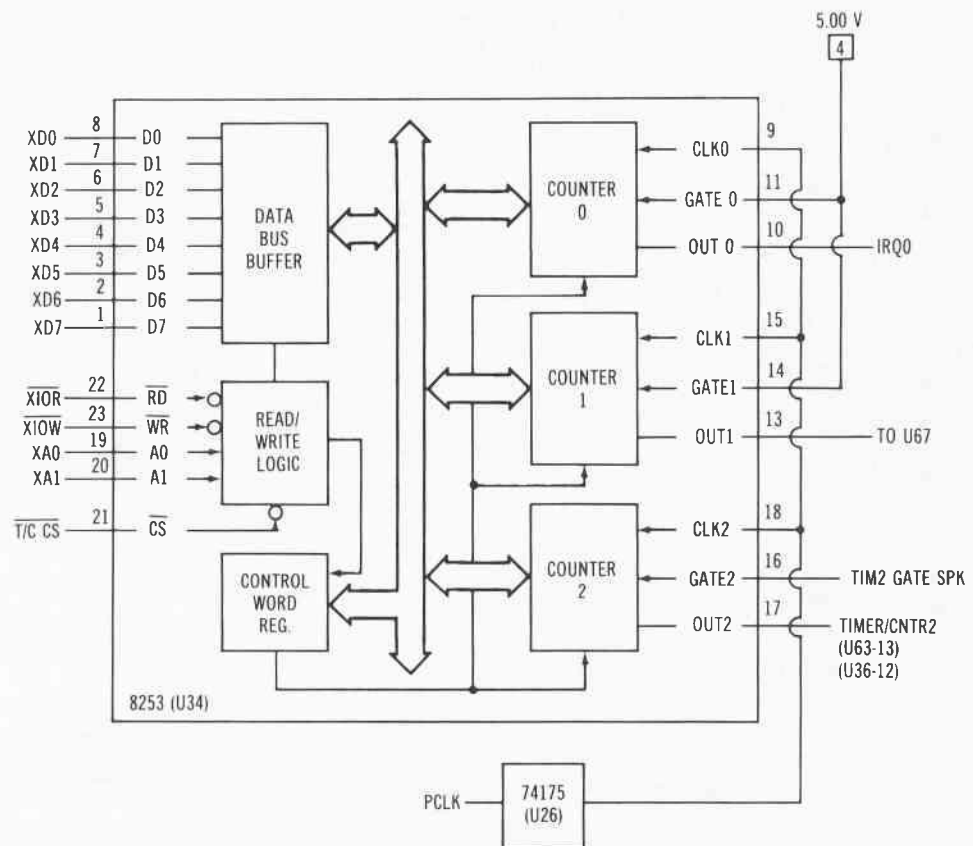 5.00 V
4
XD0 8 D0
XD1 7 D1
XD2 6 D2
XD3 5 D3
XD4 4 D4
XD5 3 D5
XD6 2 D6
XD7 1 D7
DATA
BUS
BUFFER
XIOR 22 RD
XIOW 23 WR
XA0 19 A0
XA1 20 A1
T/C CS 21 CS
READ/
WRITE
LOGIC
CONTROL
WORD
REG.
COUNTER
0
CLK0 9
GATE 0 11
OUT 0 10 IRQ0
COUNTER
1
CLK1 15
GATE1 14
OUT1 13 TO U67
COUNTER
2
CLK2 18
GATE2 16 TIM2 GATE SPK
OUT2 17 TIMER/CNTR2
(U63-13)
(U36-12)
8253 (U34)
PCLK
74175
(U26)